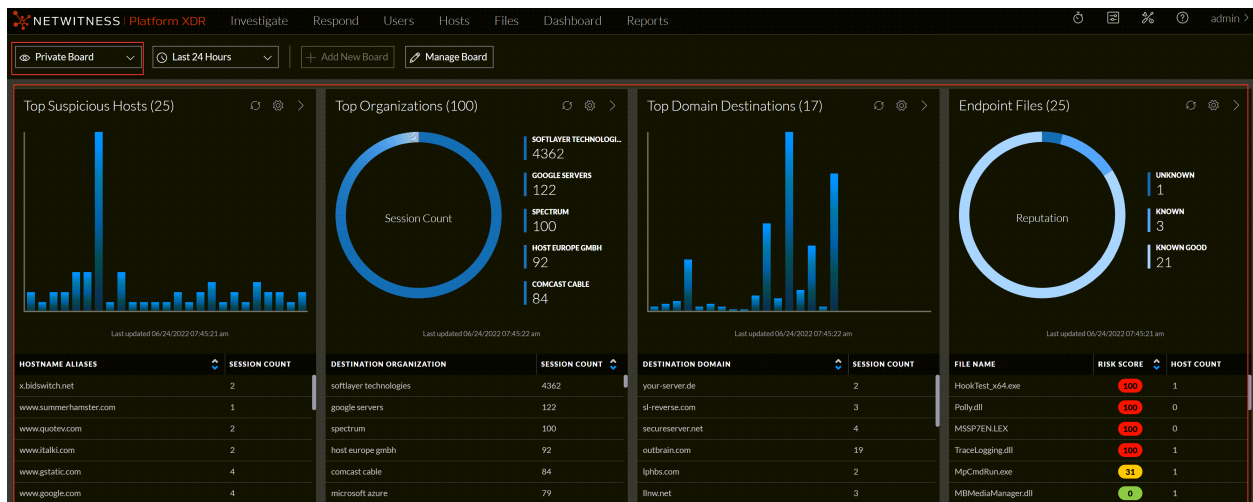 NETWITNESS | Platform XDR Investigate Respond Users Hosts Files Dashboard Reports admin >
Private Board Last 24 Hours + Add New Board Manage Board
Top Suspicious Hosts (25)
Last updated 06/24/2022 07:45:21 am
HOSTNAME ALIASES SESSION COUNT
x.bidswitch.net 2
www.summerhamster.com 1
www.quotev.com 2
www.italki.com 2
www.gstatic.com 4
www.google.com 4
Top Organizations (100)
Session Count
SOFTLAYER TECHNOLOGI...
4362
GOOGLE SERVERS
122
SPECTRUM
100
HOST EUROPE GMBH
92
COMCAST CABLE
84
Last updated 06/24/2022 07:45:22 am
DESTINATION ORGANIZATION SESSION COUNT
softlayer technologies 4362
google servers 122
spectrum 100
host europe gmbh 92
comcast cable 84
microsoft azure 79
Top Domain Destinations (17)
Last updated 06/24/2022 07:45:22 am
DESTINATION DOMAIN SESSION COUNT
your-server.de 2
sl-reverse.com 3
secureserver.net 4
outbrain.com 19
lphbs.com 2
llnw.net 3
Endpoint Files (25)
Reputation
UNKNOWN
1
KNOWN
3
KNOWN GOOD
21
Last updated 06/24/2022 07:45:21 am
FILE NAME RISK SCORE HOST COUNT
HookTest_x64.exe 100 1
Polly.dll 100 0
MSSP7EN.LEX 100 0
TraceLogging.dll 100 1
MpCmdRun.exe 31 1
MBMediaManager.dll 0 1